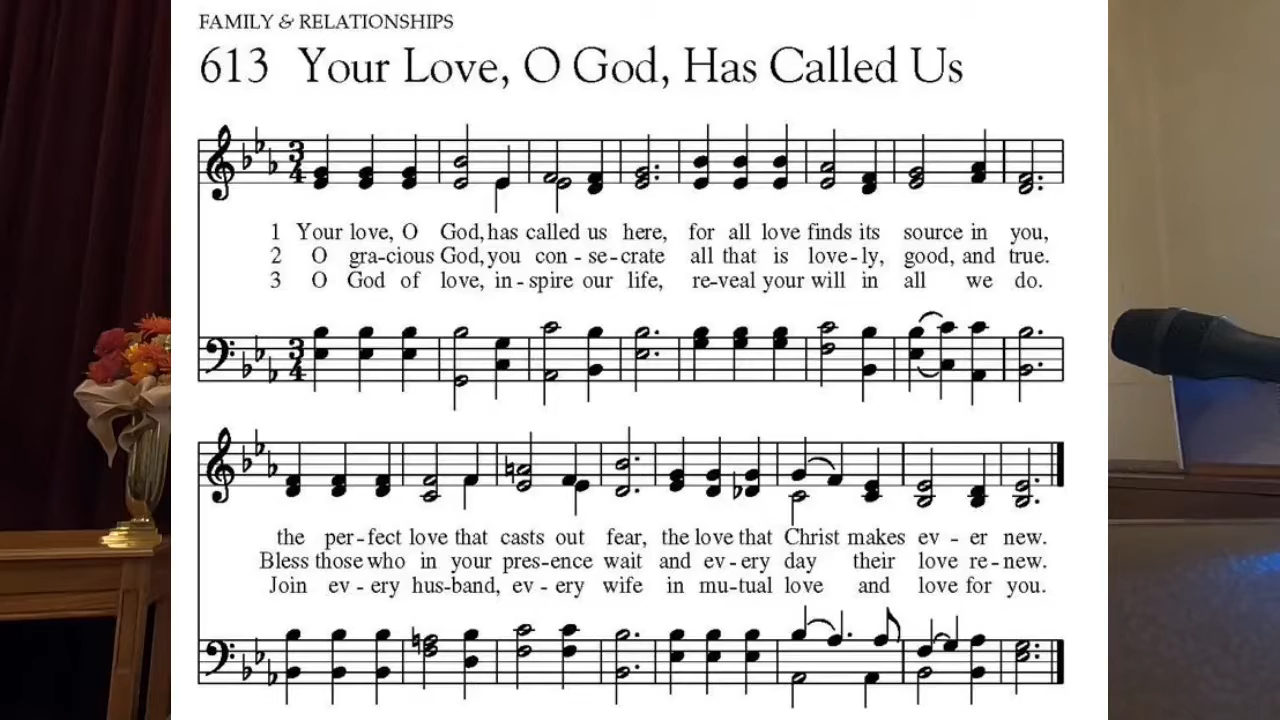 FAMILY & RELATIONSHIPS
613 Your Love, O God, Has Called Us
3
4
1 Your love, O God, has called us here, for all love finds its source in you,
2 O gra-cious God, you con - se-crate all that is love-ly, good, and true.
3 O God of love, in-spire our life, re-veal your will in all we do.
3
4
the per-fect love that casts out fear, the love that Christ makes ev - er new.
Bless those who in your pres-ence wait and ev-ery day their love re-new.
Join ev - ery hus-band, ev - ery wife in mu-tual love and love for you.